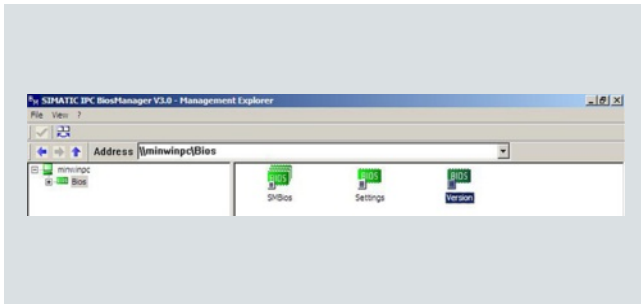 SIMATIC IPC BiosManager V3.0 - Management Explorer
File View ?
Address \\minwinpc\Bios
minwinpc
Bios
BIOS BIOS BIOS
SMBios Settings Version